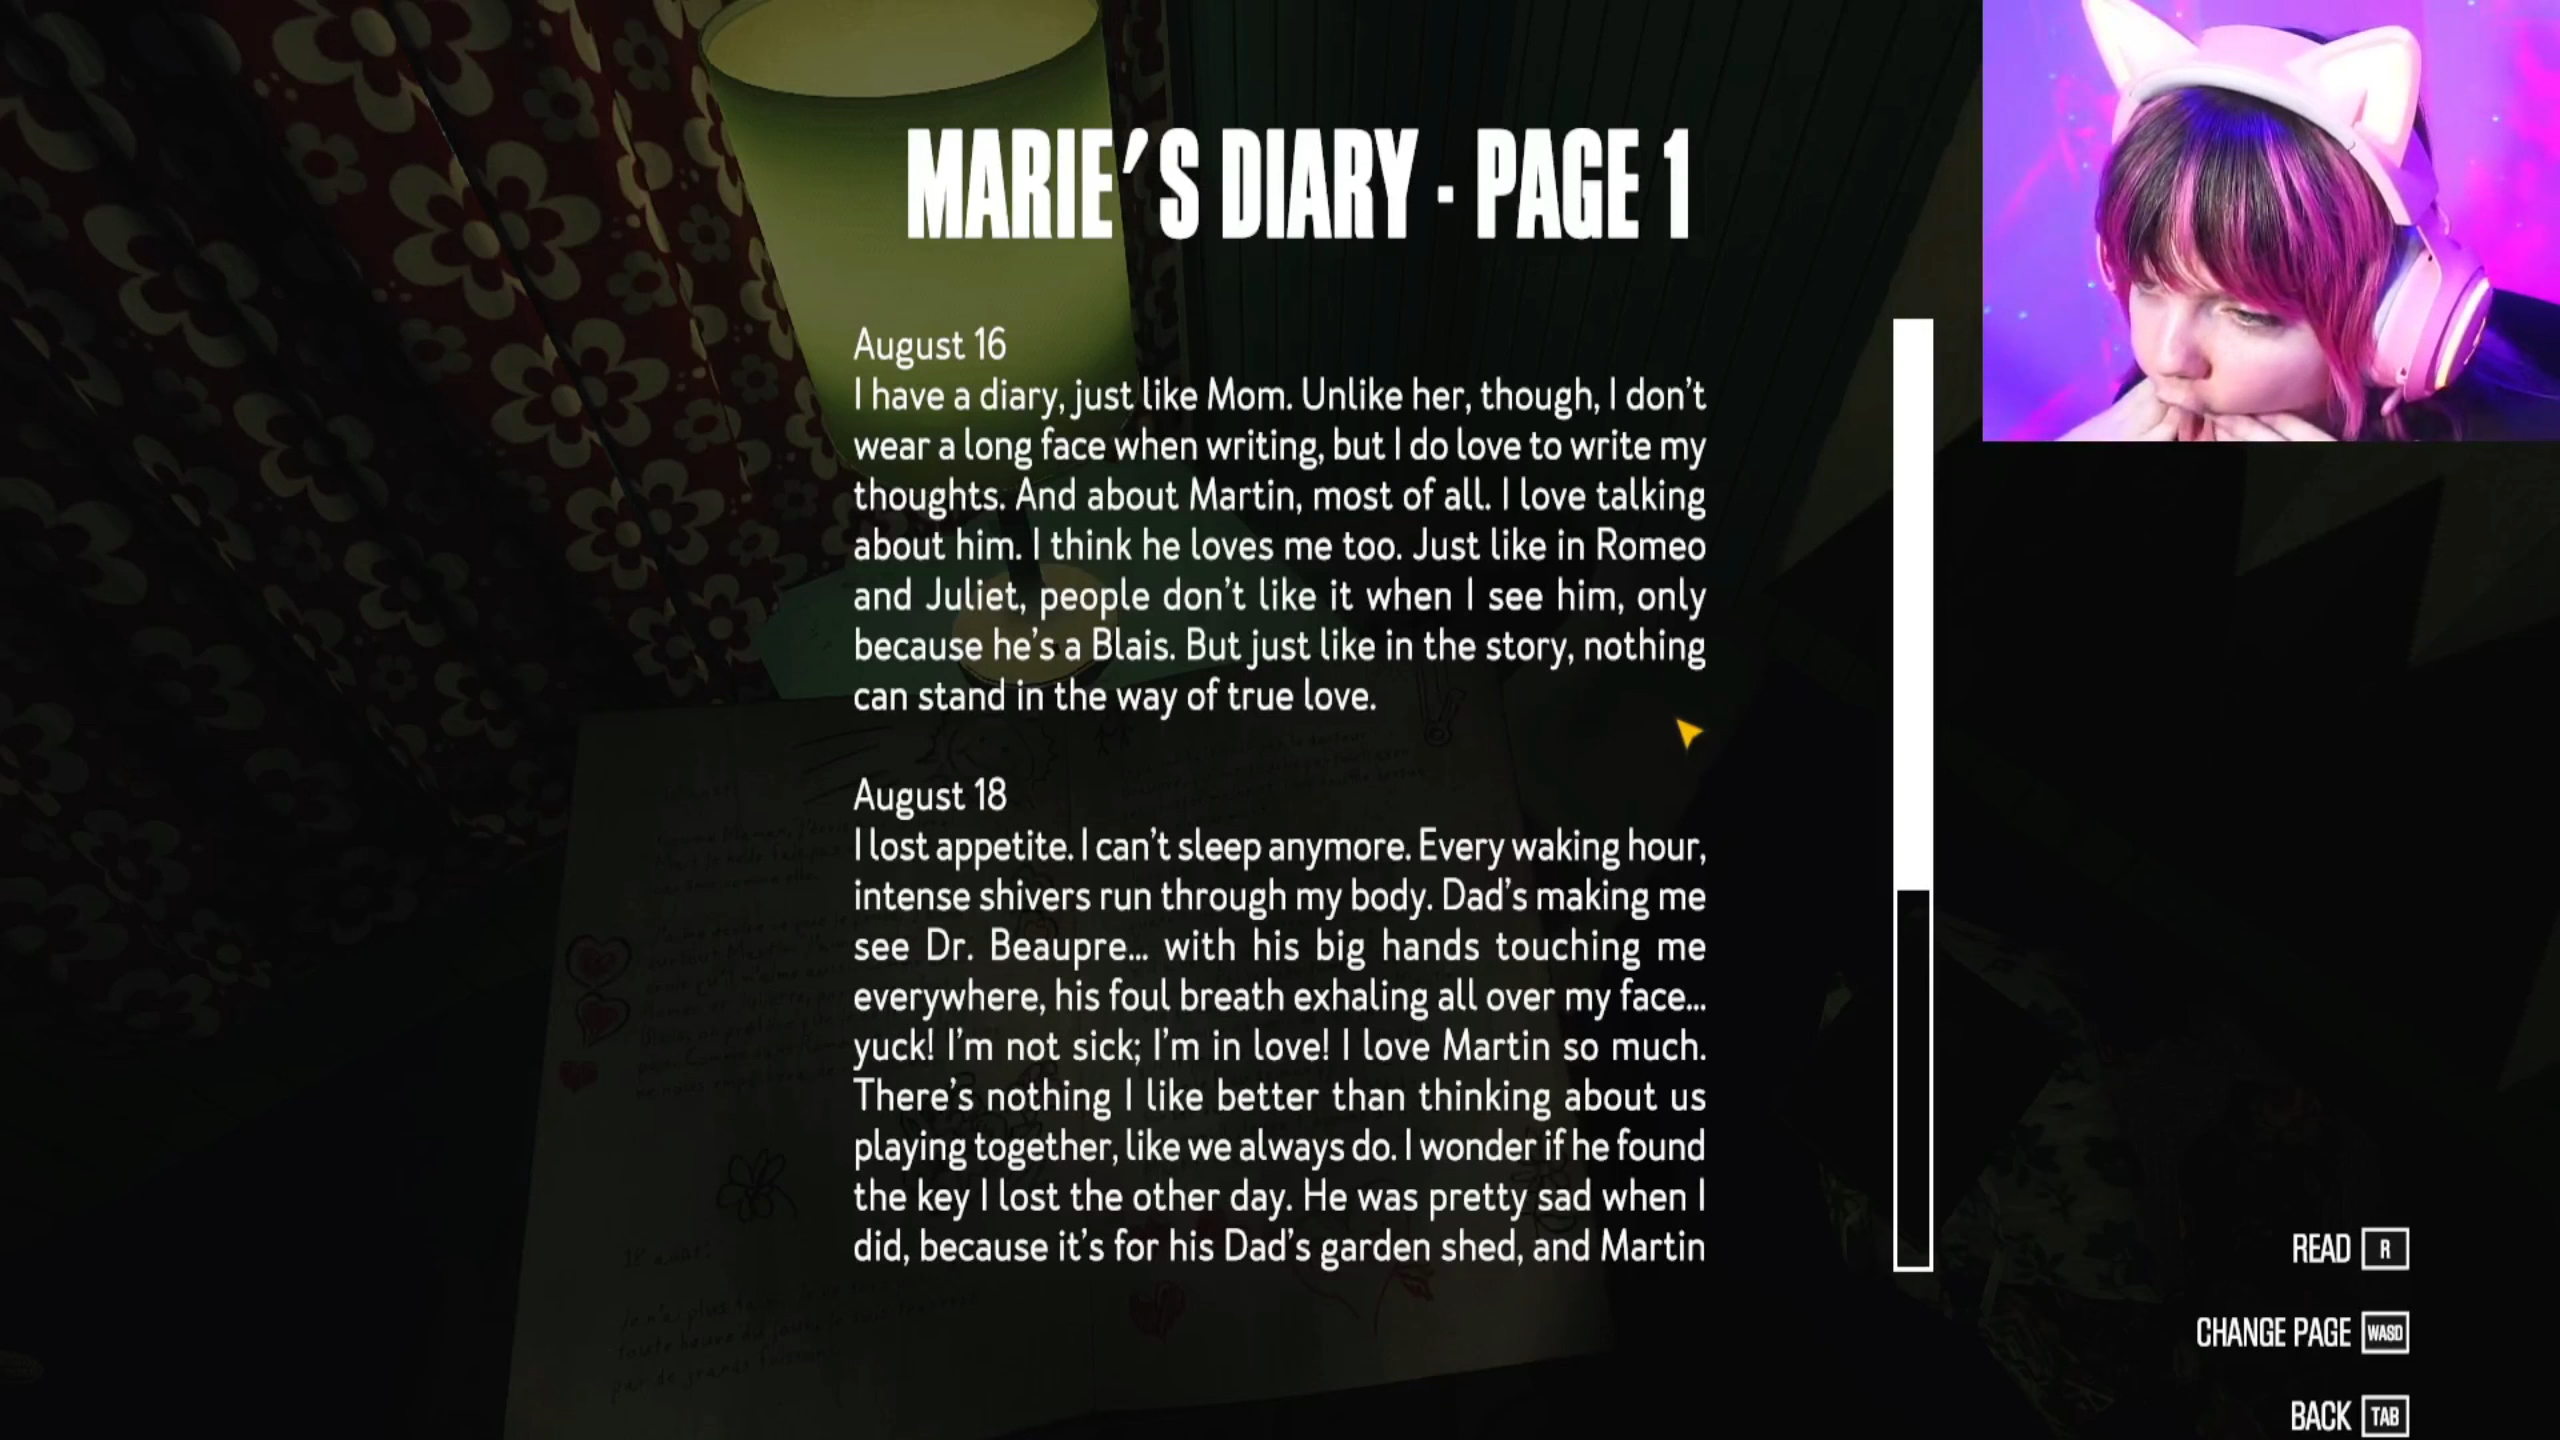 MARIE'S DIARY · PAGE 1
August 16
I have a diary, just like Mom. Unlike her, though, I don't
wear a long face when writing, but I do love to write my
thoughts. And about Martin, most of all. I love talking
about him. I think he loves me too. Just like in Romeo
and Juliet, people don't like it when I see him, only
because he's a Blais. But just like in the story, nothing
can stand in the way of true love.
August 18
I lost appetite. I can't sleep anymore. Every waking hour,
intense shivers run through my body. Dad's making me
see Dr. Beaupre... with his big hands touching me
everywhere, his foul breath exhaling all over my face...
yuck! I'm not sick; I'm in love! I love Martin so much.
There's nothing I like better than thinking about us
playing together, like we always do. I wonder if he found
the key I lost the other day. He was pretty sad when I
did, because it's for his Dad's garden shed, and Martin
READ R
CHANGE PAGE WASD
BACK TAB